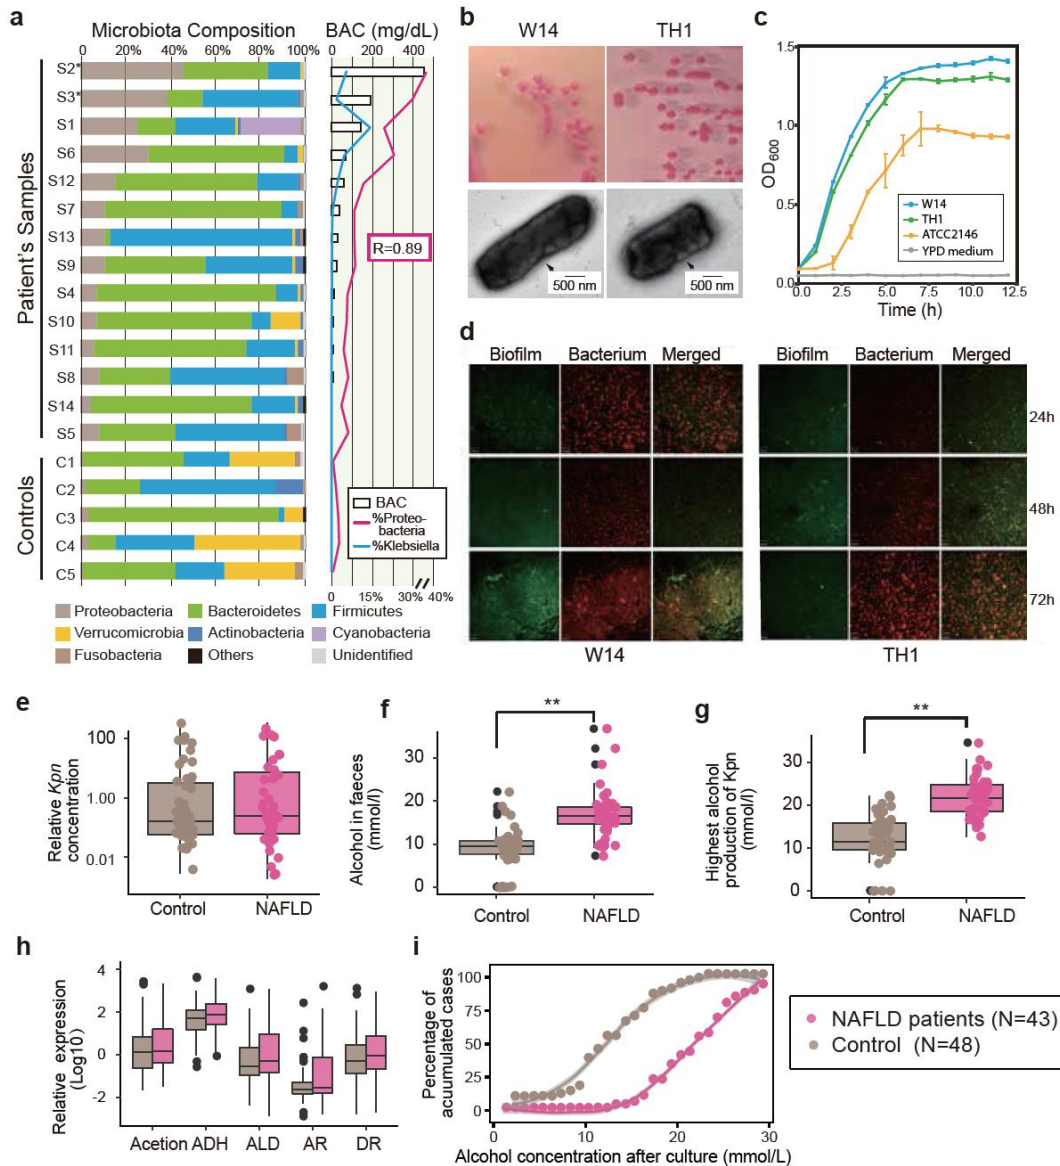 a
Microbiota Composition
0 20% 40% 60% 80% 100%
BAC (mg/dL)
0 200 400
Patient's Samples
S2*
S3*
S1
S6
S12
S7
S13
S9
S4
S10
S11
S8
S14
S5
Controls
C1
C2
C3
C4
C5
R=0.89
BAC
%Proteo-
bacteria
%Klebsiella
0 10% 20% 30% 40%
Proteobacteria Bacteroidetes Firmicutes
Verrucomicrobia Actinobacteria Cyanobacteria
Fusobacteria Others Unidentified
b
W14 TH1
500 nm 500 nm
c
OD600
1.5
1.0
0.5
0.0
W14
TH1
ATCC2146
YPD medium
0.0 2.5 5.0 7.5 10.0 12.5
Time (h)
d
Biofilm Bacterium Merged Biofilm Bacterium Merged
24h
48h
72h
W14 TH1
e
Relative Kpn
concentration
100
1.00
0.01
Control NAFLD
f
Alcohol in faeces
(mmol/l)
**
30
20
10
0
Control NAFLD
g
Highest alcohol
production of Kpn
(mmol/l)
**
30
20
10
0
Control NAFLD
h
Relative expression
(Log10)
4
2
0
-2
Acetion ADH ALD AR DR
i
Percentage of
acuumulated cases
100
75
50
25
0
0 10 20 30
Alcohol concentration after culture (mmol/L)
NAFLD patients (N=43)
Control (N=48)